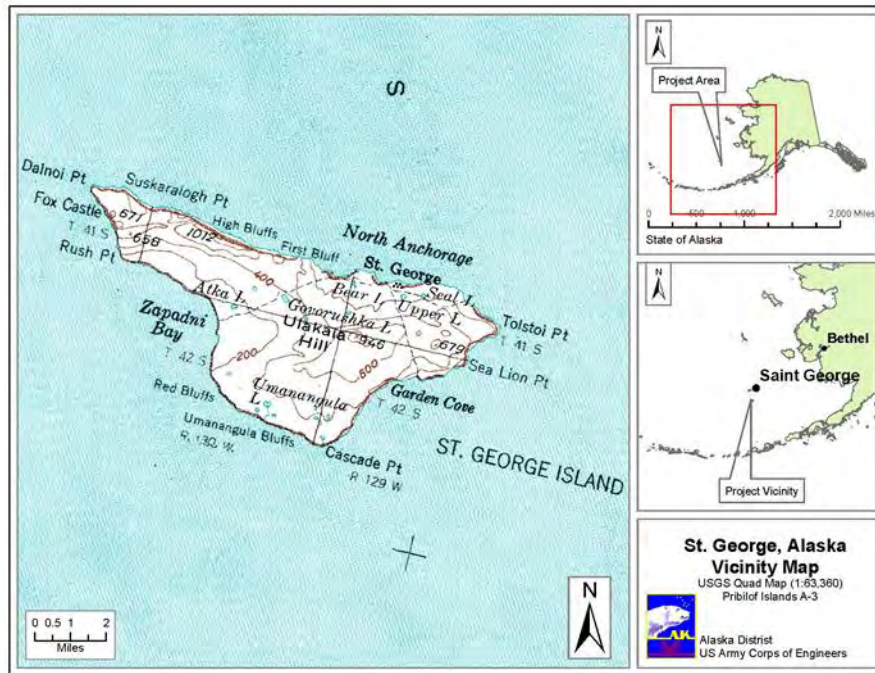 S
Dalnoi Pt
Suskaralogh Pt
Fox Castle
671
T. 41 S
658
1012
High Bluffs
First Bluff
North Anchorage
Rush Pt
St. George
400
Bear L
Seal L
Atka L
Upper L
Govorushka L
Zapadni
Bay
Ulakaia
Hill
946
679
Tolstoi Pt
T. 41 S
T 42 S
200
600
Sea Lion Pt
Red Bluffs
Umanangula
L
Garden Cove
T 42 S
Umanangula Bluffs
R. 130 W.
Cascade Pt
R 129 W
ST. GEORGE ISLAND
0 0.5 1 2
Miles
N
N
Project Area
0 500 1,000 2,000 Miles
State of Alaska
N
Bethel
Saint George
Project Vicinity
St. George, Alaska
Vicinity Map
USGS Quad Map (1:63,360)
Pribilof Islands A-3
AK
Alaska Distrist
US Army Corps of Engineers